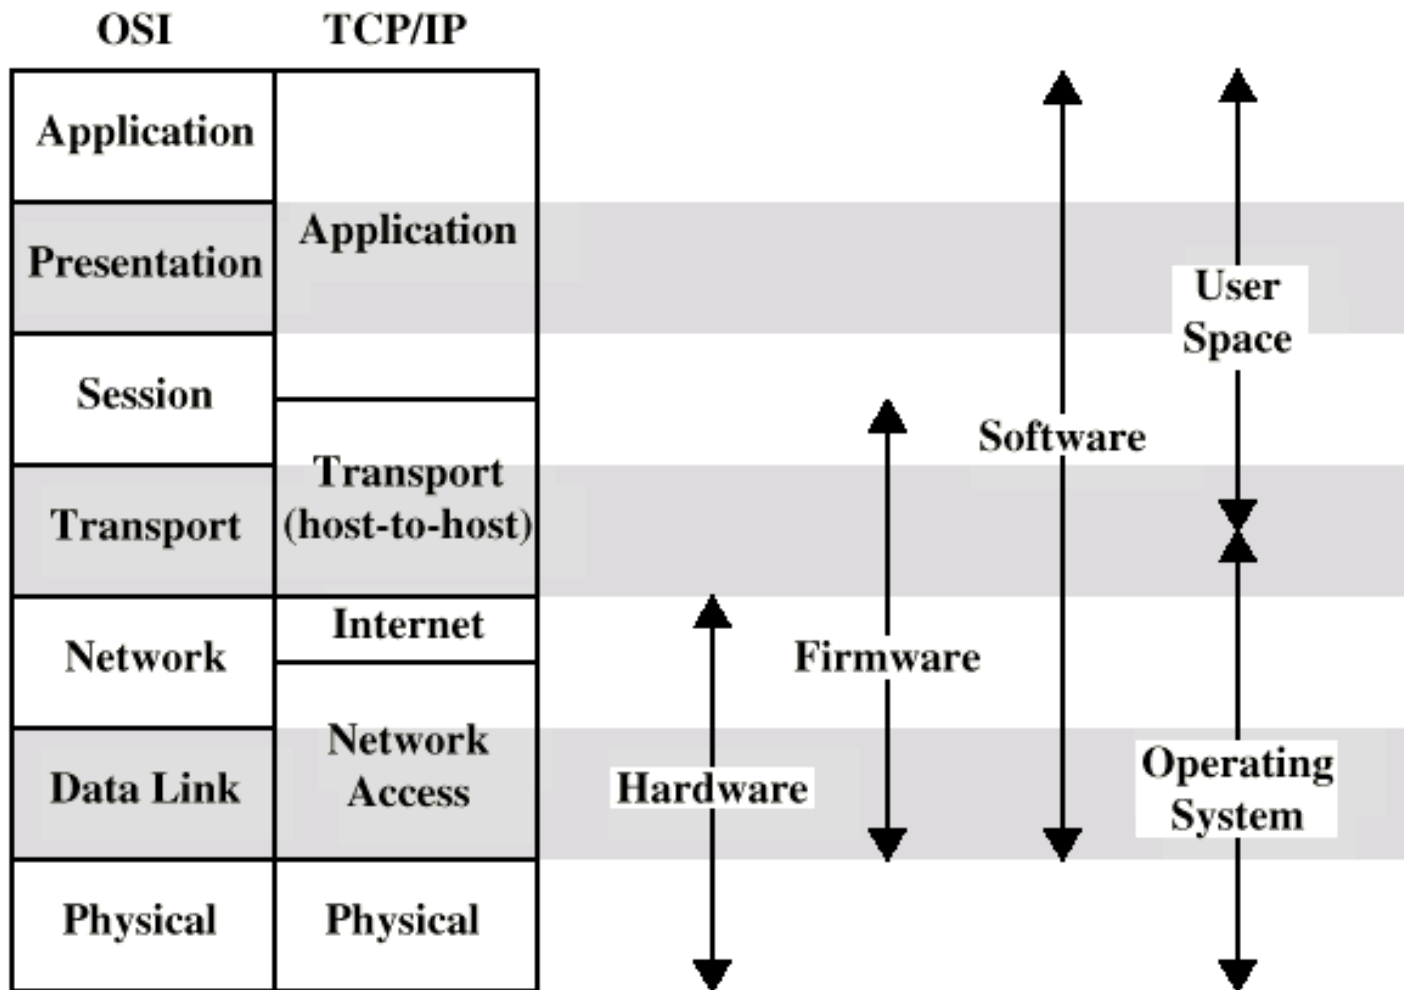 OSI
TCP/IP
Application
Presentation
Session
Transport
Network
Data Link
Physical
Application
Transport
(host-to-host)
Internet
Network
Access
Physical
Hardware
Firmware
Software
User
Space
Operating
System